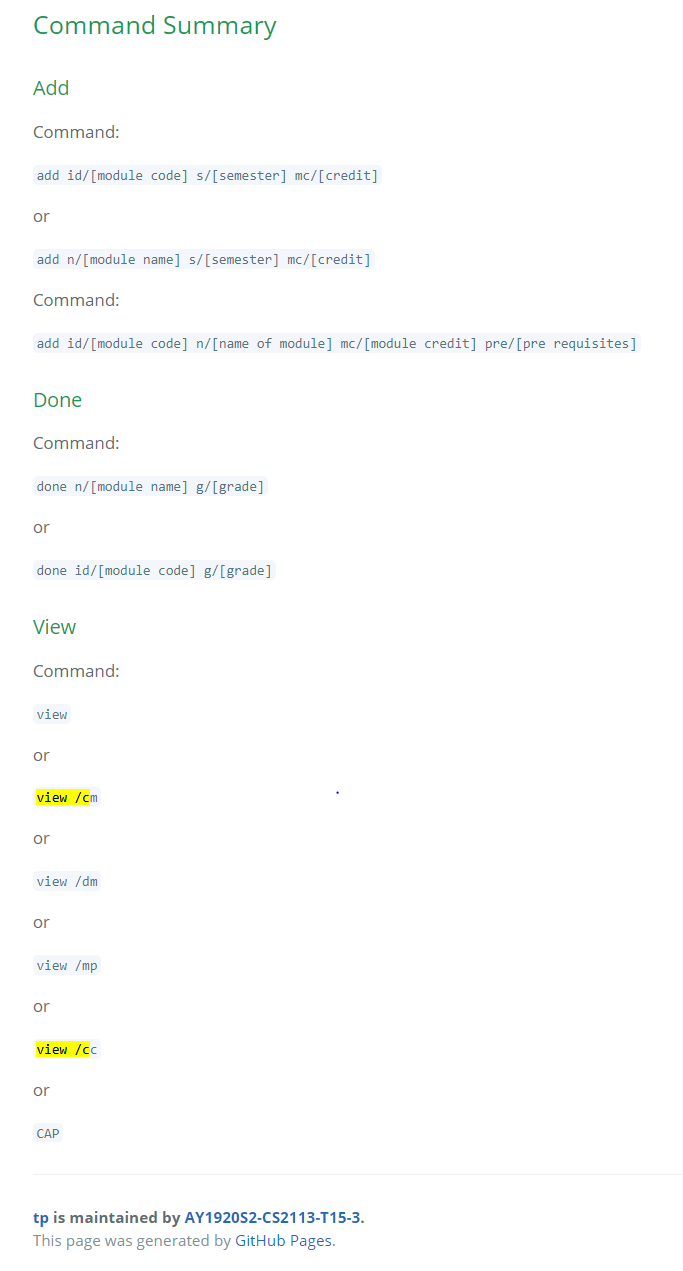 Command Summary
Add
Command:
add id/[module code] s/[semester] mc/[credit]
or
add n/[module name] s/[semester] mc/[credit]
Command:
add id/[module code] n/[name of module] mc/[module credit] pre/[pre requisites]
Done
Command:
done n/[module name] g/[grade]
or
done id/[module code] g/[grade]
View
Command:
view
or
view /cm
or
view /dm
or
view /mp
or
view /cc
or
CAP
tp is maintained by AY1920S2-CS2113-T15-3.
This page was generated by GitHub Pages.